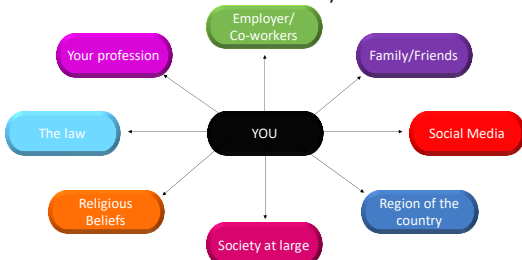 Employer/
Co-workers
Your profession
Family/Friends
The law
YOU
Social Media
Religious
Beliefs
Region of the
country
Society at large